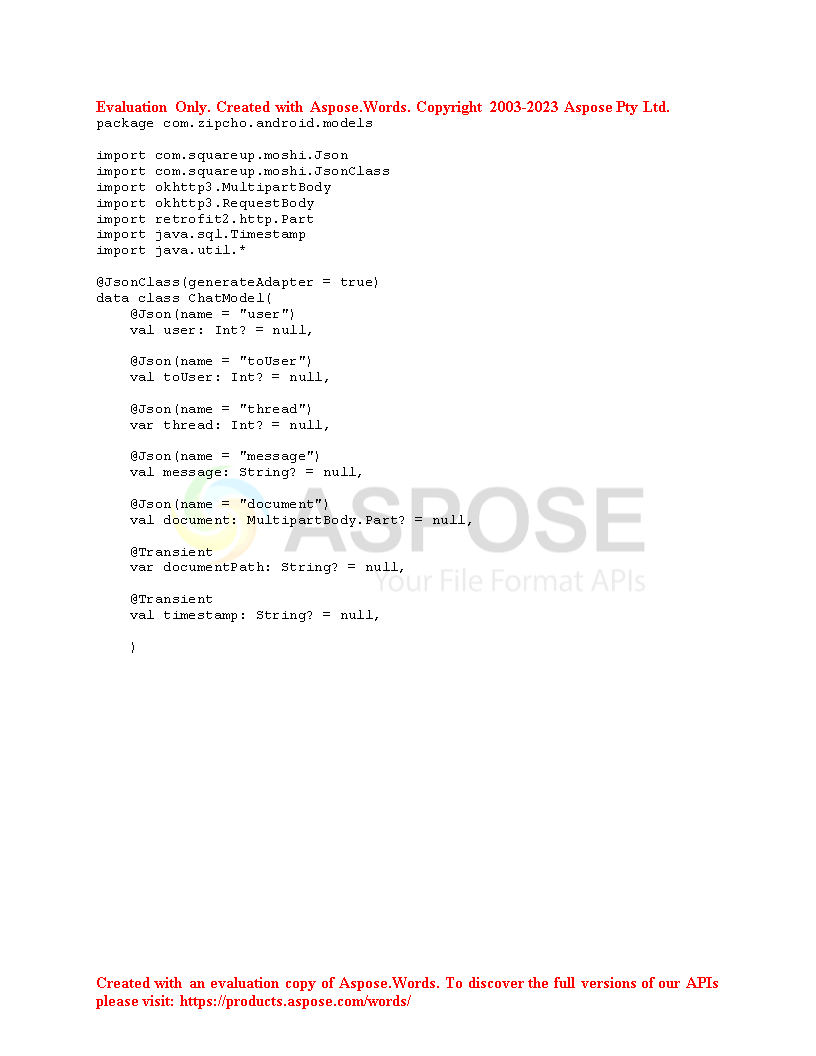 Evaluation Only. Created with Aspose.Words. Copyright 2003-2023 Aspose Pty Ltd.
package com.zipcho.android.models

import com.squareup.moshi.Json
import com.squareup.moshi.JsonClass
import okhttp3.MultipartBody
import okhttp3.RequestBody
import retrofit2.http.Part
import java.sql.Timestamp
import java.util.*

@JsonClass(generateAdapter = true)
data class ChatModel(
    @Json(name = "user")
    val user: Int? = null,

    @Json(name = "toUser")
    val toUser: Int? = null,

    @Json(name = "thread")
    var thread: Int? = null,

    @Json(name = "message")
    val message: String? = null,

    @Json(name = "document")
    val document: MultipartBody.Part? = null,

    @Transient
    var documentPath: String? = null,

    @Transient
    val timestamp: String? = null,

    )
ASPOSE
Your File Format APIs
Created with an evaluation copy of Aspose.Words. To discover the full versions of our APIs
please visit: https://products.aspose.com/words/